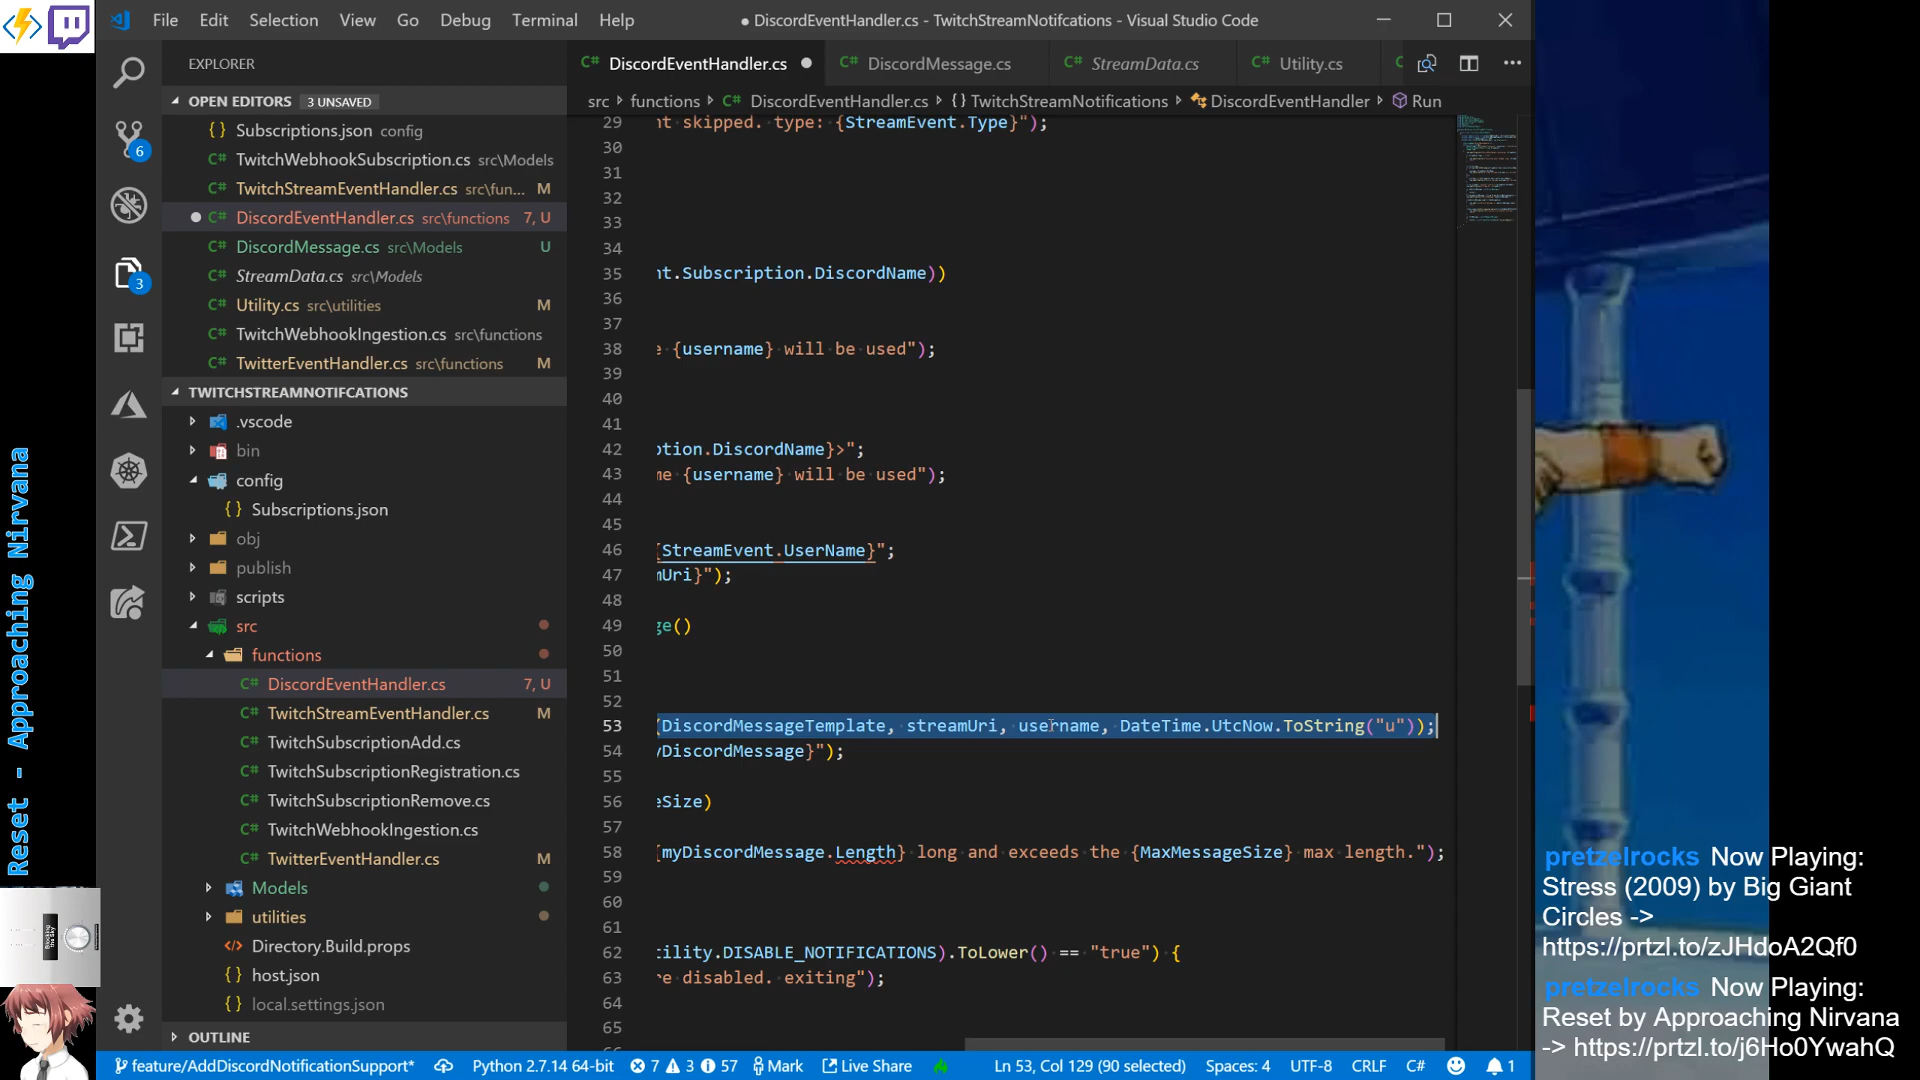 File Edit Selection View Go Debug Terminal Help
● DiscordEventHandler.cs - TwitchStreamNotifcations - Visual Studio Code
EXPLORER
OPEN EDITORS 3 UNSAVED
{} Subscriptions.json config
C# TwitchWebhookSubscription.cs src\Models
C# TwitchStreamEventHandler.cs src\fun... M
C# DiscordEventHandler.cs src\functions 7, U
C# DiscordMessage.cs src\Models U
C# StreamData.cs src\Models
C# Utility.cs src\utilities M
C# TwitchWebhookIngestion.cs src\functions
C# TwitterEventHandler.cs src\functions M
TWITCHSTREAMNOTIFCATIONS
.vscode
bin
config
{} Subscriptions.json
obj
publish
scripts
src
functions
C# DiscordEventHandler.cs 7, U
C# TwitchStreamEventHandler.cs M
C# TwitchSubscriptionAdd.cs
C# TwitchSubscriptionRegistration.cs
C# TwitchSubscriptionRemove.cs
C# TwitchWebhookIngestion.cs
C# TwitterEventHandler.cs M
Models
utilities
Directory.Build.props
host.json
local.settings.json
OUTLINE
6
3
C# DiscordEventHandler.cs ● C# DiscordMessage.cs C# StreamData.cs C# Utility.cs
src › functions › C# DiscordEventHandler.cs › {} TwitchStreamNotifications › DiscordEventHandler › Run
29 nt skipped. type: {StreamEvent.Type}");
30
31
32
33
34
35 nt.Subscription.DiscordName))
36
37
38 e {username} will be used");
39
40
41
42 ption.DiscordName}>";
43 me {username} will be used");
44
45
46 {StreamEvent.UserName}";
47 mUri}");
48
49 ge()
50
51
52
53 (DiscordMessageTemplate, streamUri, username, DateTime.UtcNow.ToString("u"));
54 yDiscordMessage}");
55
56 eSize)
57
58 {myDiscordMessage.Length} long and exceeds the {MaxMessageSize} max length.");
59
60
61
62 tility.DISABLE_NOTIFICATIONS).ToLower() == "true") {
63 re disabled. exiting");
64
65
feature/AddDiscordNotificationSupport* Python 2.7.14 64-bit 7 3 57 Mark Live Share Ln 53, Col 129 (90 selected) Spaces: 4 UTF-8 CRLF C# 1
Reset - Approaching Nirvana
pretzelrocks Now Playing:
Stress (2009) by Big Giant
Circles ->
https://prtzl.to/zJHdoA2Qf0
pretzelrocks Now Playing:
Reset by Approaching Nirvana
-> https://prtzl.to/j6Ho0YwahQ